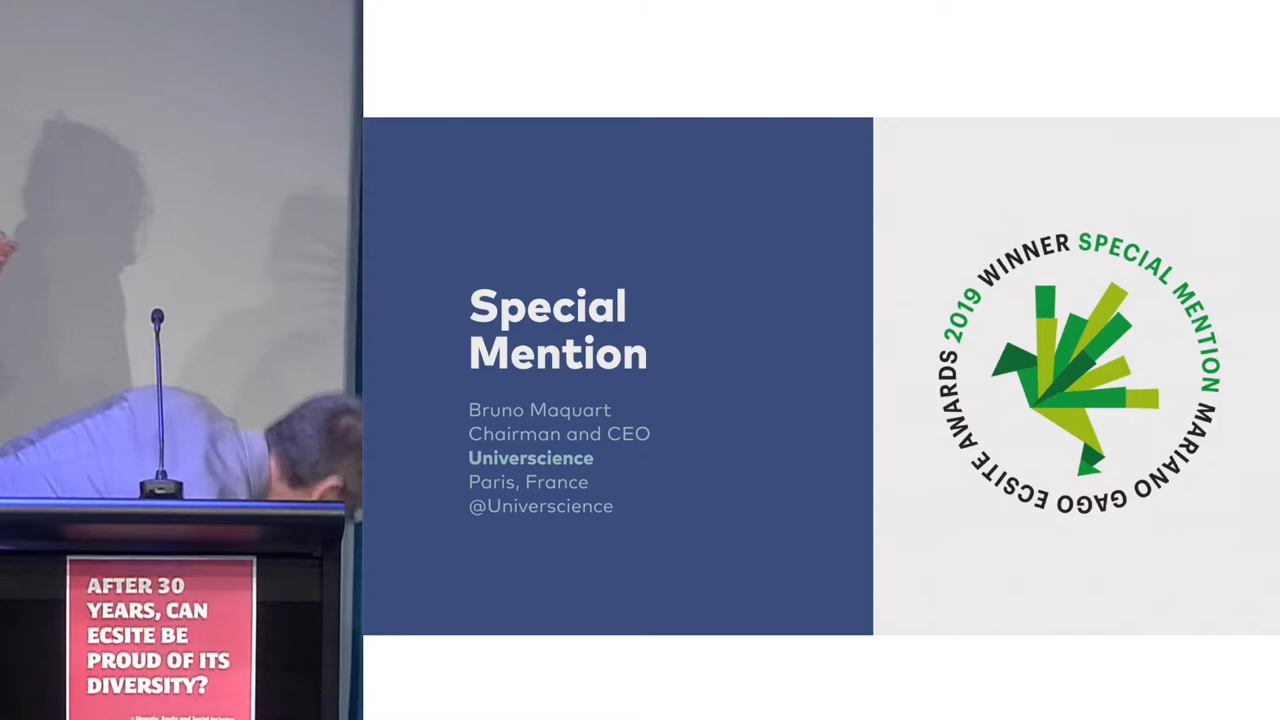 AFTER 30
YEARS, CAN
ECSITE BE
PROUD OF ITS
DIVERSITY?
Special
Mention
Bruno Maquart
Chairman and CEO
Universcience
Paris, France
@Universcience
MARIANO GAGO ECSITE AWARDS 2019 WINNER SPECIAL MENTION